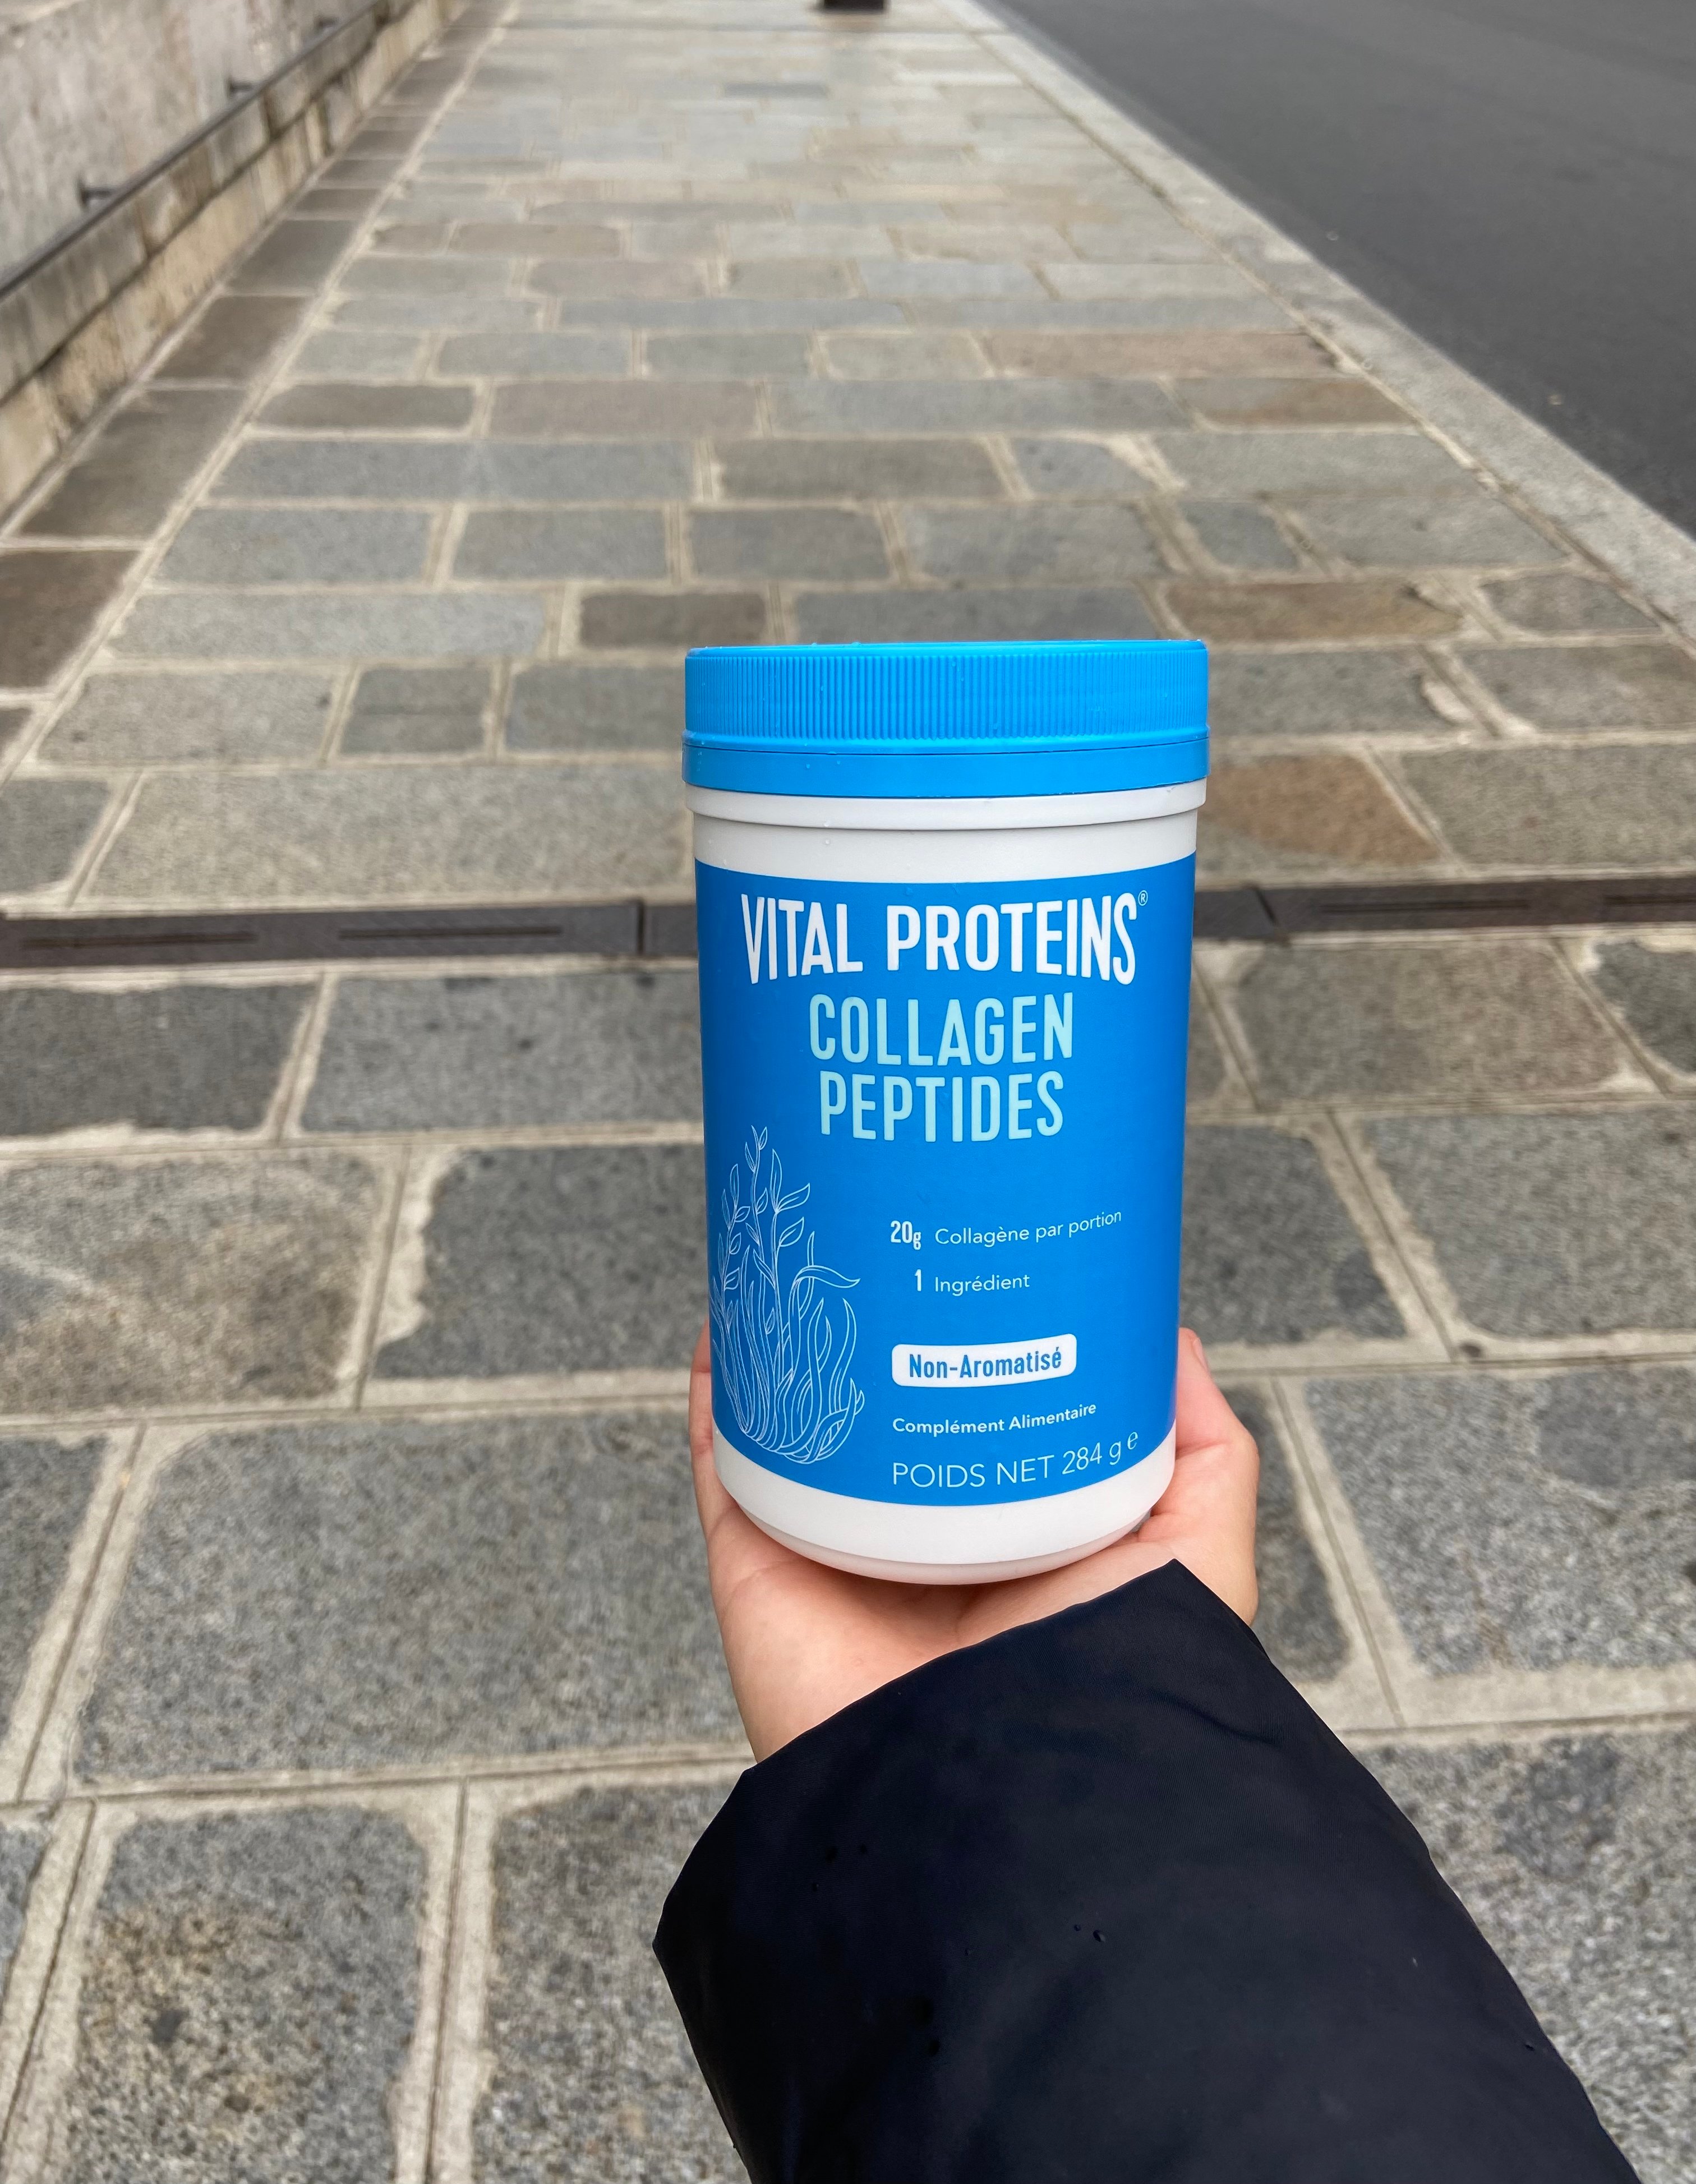 VITAL PROTEINS®
COLLAGEN
PEPTIDES
20g Collagène par portion
1 Ingrédient
Non-Aromatisé
Complément Alimentaire
POIDS NET 284 g ℮